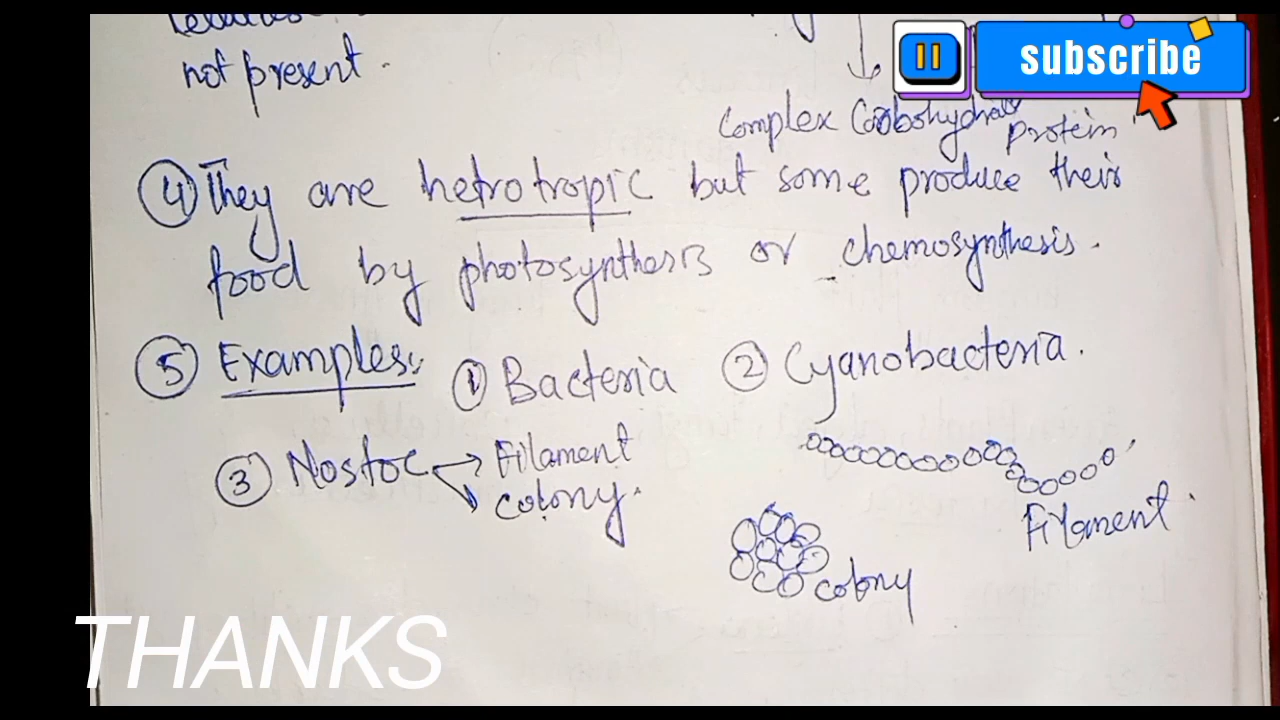 not present.
subscribe
Complex Carbohydrate protein
④ They are hetrotropic but some produce their
food by photosynthesis or chemosynthesis.
⑤ Examples: ① Bacteria ② Cyanobacteria.
③ Nostoc → Filament
colony.
Filament.
colony
THANKS